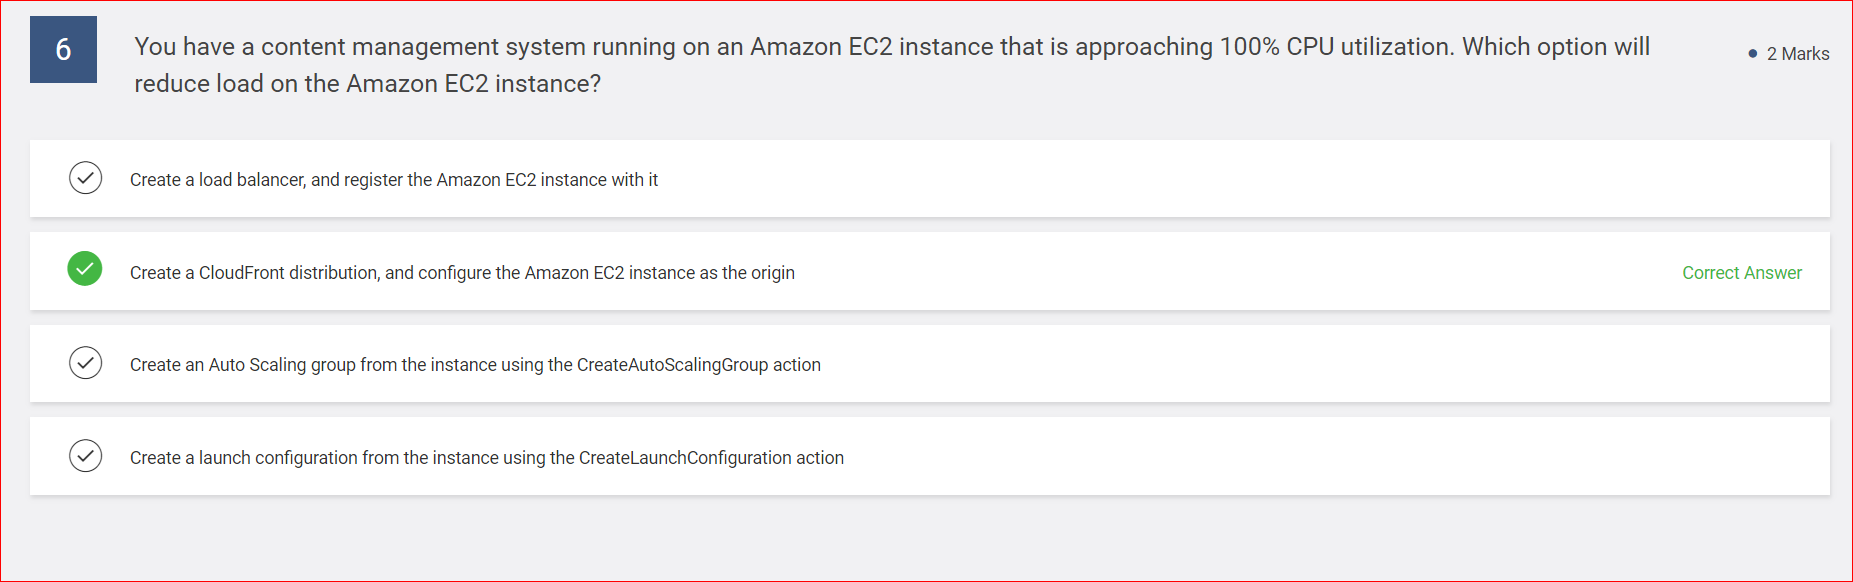 6
You have a content management system running on an Amazon EC2 instance that is approaching 100% CPU utilization. Which option will
reduce load on the Amazon EC2 instance?
2 Marks
Create a load balancer, and register the Amazon EC2 instance with it
Create a CloudFront distribution, and configure the Amazon EC2 instance as the origin
Correct Answer
Create an Auto Scaling group from the instance using the CreateAutoScalingGroup action
Create a launch configuration from the instance using the CreateLaunchConfiguration action